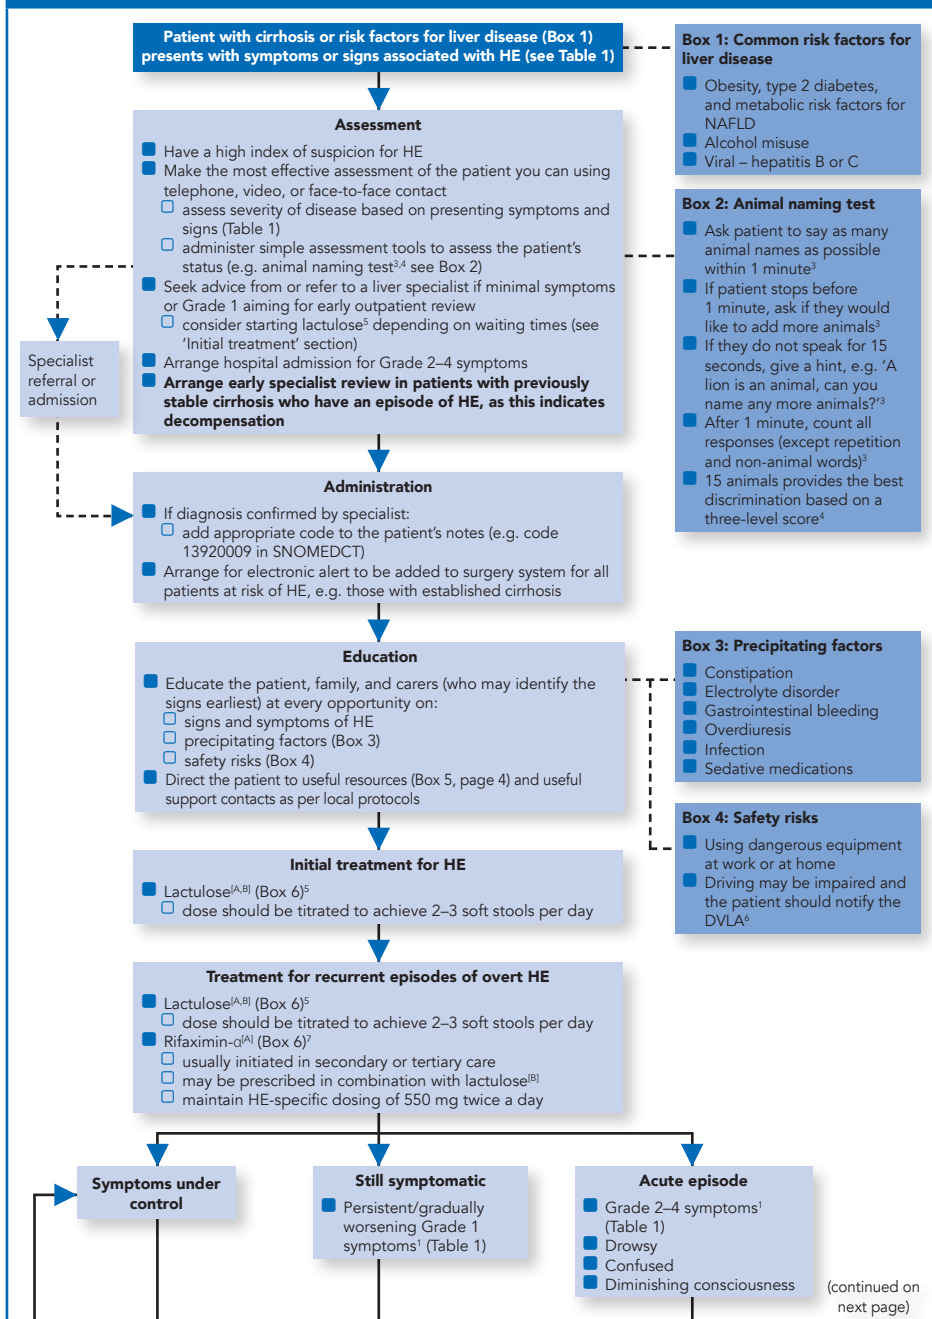 Patient with cirrhosis or risk factors for liver disease (Box 1)
presents with symptoms or signs associated with HE (see Table 1)
Assessment
Have a high index of suspicion for HE
Make the most effective assessment of the patient you can using
telephone, video, or face-to-face contact
assess severity of disease based on presenting symptoms and
signs (Table 1)
administer simple assessment tools to assess the patient's
status (e.g. animal naming test3,4 see Box 2)
Seek advice from or refer to a liver specialist if minimal symptoms
or Grade 1 aiming for early outpatient review
consider starting lactulose5 depending on waiting times (see
'Initial treatment' section)
Arrange hospital admission for Grade 2–4 symptoms
Arrange early specialist review in patients with previously
stable cirrhosis who have an episode of HE, as this indicates
decompensation
Specialist
referral or
admission
Administration
If diagnosis confirmed by specialist:
add appropriate code to the patient's notes (e.g. code
13920009 in SNOMEDCT)
Arrange for electronic alert to be added to surgery system for all
patients at risk of HE, e.g. those with established cirrhosis
Education
Educate the patient, family, and carers (who may identify the
signs earliest) at every opportunity on:
signs and symptoms of HE
precipitating factors (Box 3)
safety risks (Box 4)
Direct the patient to useful resources (Box 5, page 4) and useful
support contacts as per local protocols
Initial treatment for HE
Lactulose[A,B] (Box 6)5
dose should be titrated to achieve 2–3 soft stools per day
Treatment for recurrent episodes of overt HE
Lactulose[A,B] (Box 6)5
dose should be titrated to achieve 2–3 soft stools per day
Rifaximin-α[A] (Box 6)7
usually initiated in secondary or tertiary care
may be prescribed in combination with lactulose[B]
maintain HE-specific dosing of 550 mg twice a day
Symptoms under
control
Still symptomatic
Persistent/gradually
worsening Grade 1
symptoms1 (Table 1)
Acute episode
Grade 2–4 symptoms1
(Table 1)
Drowsy
Confused
Diminishing consciousness
(continued on
next page)
Box 1: Common risk factors for
liver disease
Obesity, type 2 diabetes,
and metabolic risk factors for
NAFLD
Alcohol misuse
Viral – hepatitis B or C
Box 2: Animal naming test
Ask patient to say as many
animal names as possible
within 1 minute3
If patient stops before
1 minute, ask if they would
like to add more animals3
If they do not speak for 15
seconds, give a hint, e.g. 'A
lion is an animal, can you
name any more animals?'3
After 1 minute, count all
responses (except repetition
and non-animal words)3
15 animals provides the best
discrimination based on a
three-level score4
Box 3: Precipitating factors
Constipation
Electrolyte disorder
Gastrointestinal bleeding
Overdiuresis
Infection
Sedative medications
Box 4: Safety risks
Using dangerous equipment
at work or at home
Driving may be impaired and
the patient should notify the
DVLA6